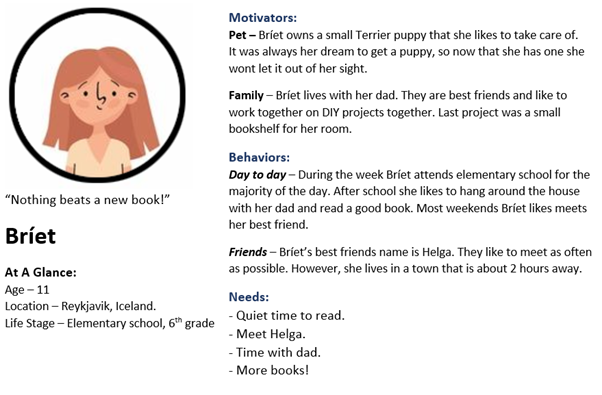 “Nothing beats a new book!”
Bríet
At A Glance:
Age – 11
Location – Reykjavik, Iceland.
Life Stage – Elementary school, 6th grade
Motivators:
Pet – Bríet owns a small Terrier puppy that she likes to take care of.
It was always her dream to get a puppy, so now that she has one she
wont let it out of her sight.
Family – Bríet lives with her dad. They are best friends and like to
work together on DIY projects together. Last project was a small
bookshelf for her room.
Behaviors:
Day to day – During the week Bríet attends elementary school for the
majority of the day. After school she likes to hang around the house
with her dad and read a good book. Most weekends Bríet likes meets
her best friend.
Friends – Bríet’s best friends name is Helga. They like to meet as often
as possible. However, she lives in a town that is about 2 hours away.
Needs:
- Quiet time to read.
- Meet Helga.
- Time with dad.
- More books!